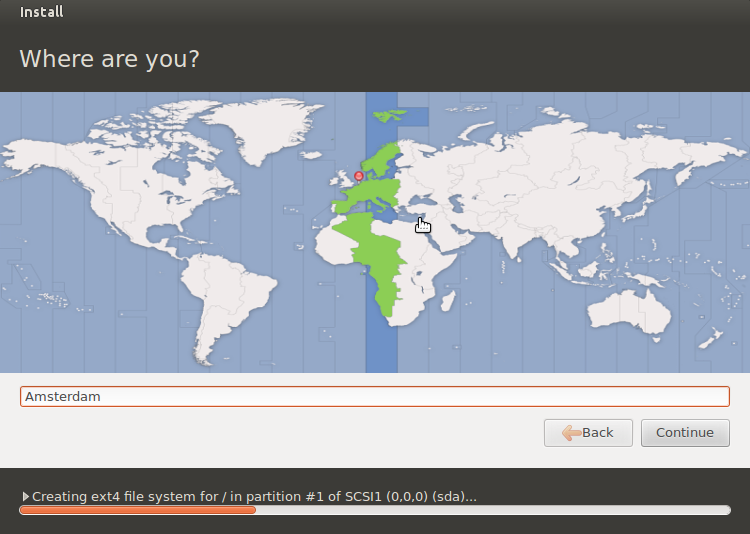 Install
Where are you?
Amsterdam
Back
Continue
Creating ext4 file system for / in partition #1 of SCSI1 (0,0,0) (sda)...